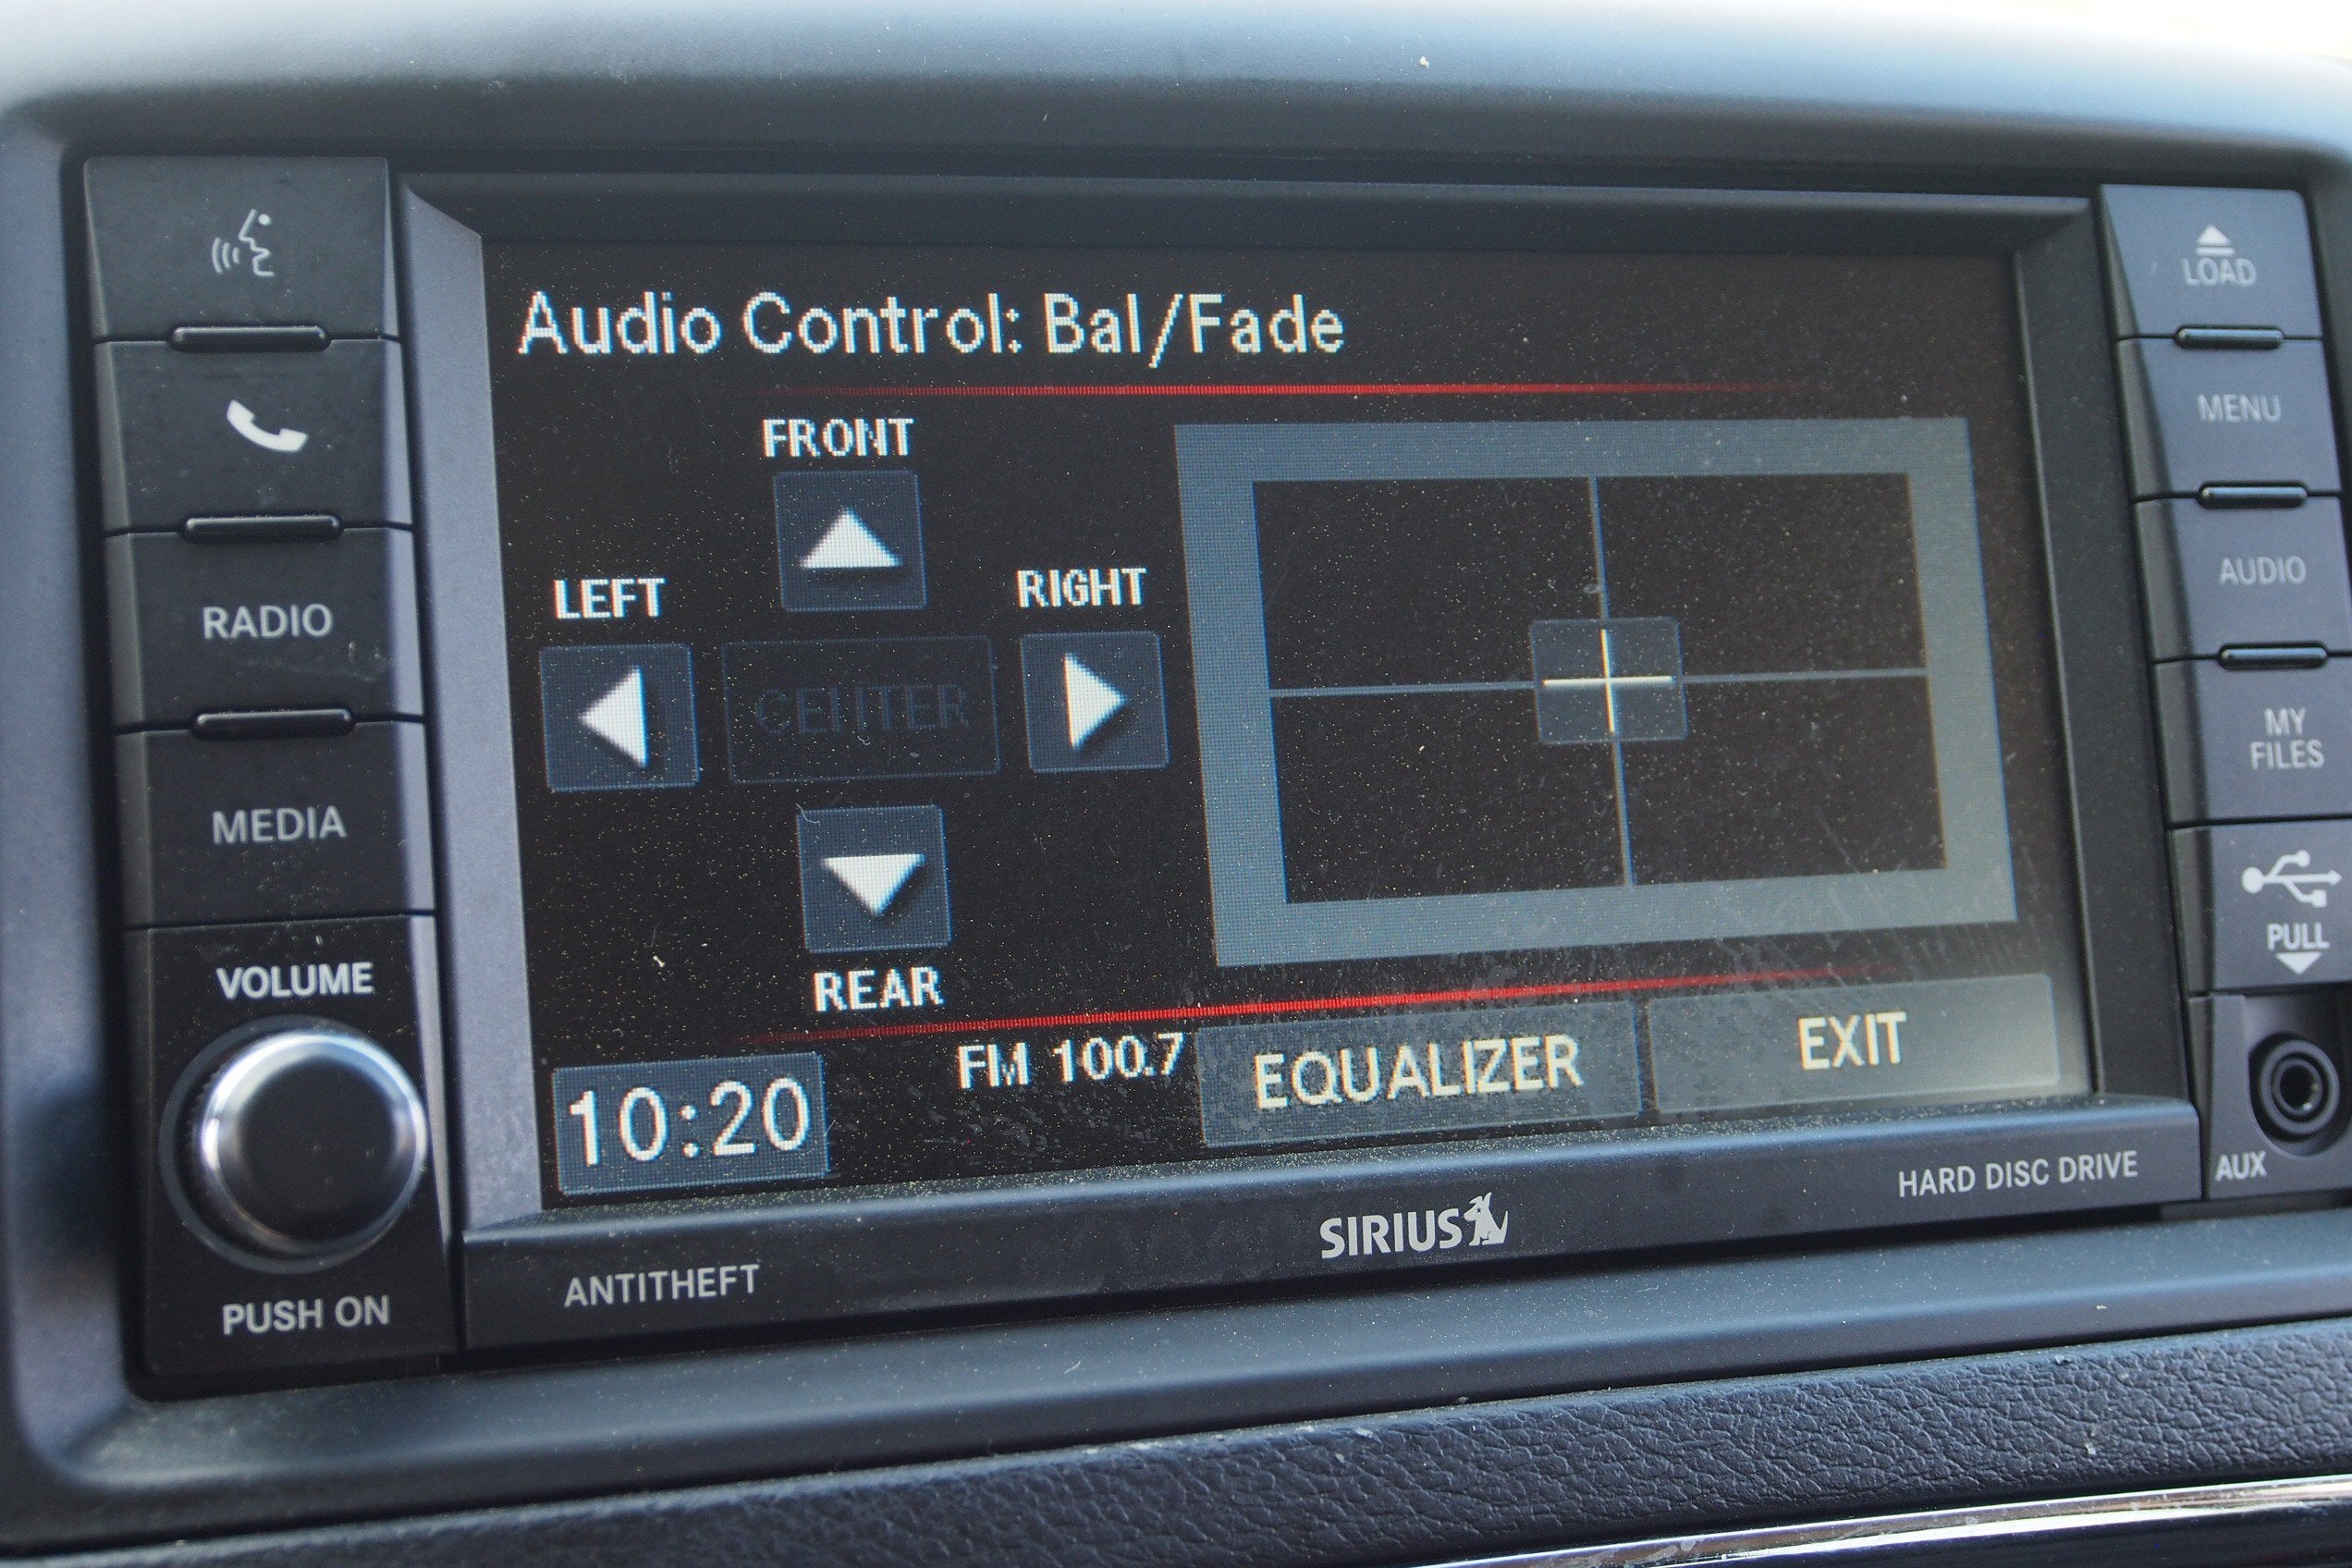 Audio Control: Bal/Fade
FRONT
LEFT
RIGHT
CENTER
REAR
10:20
FM 100.7
EQUALIZER
EXIT
RADIO
MEDIA
VOLUME
PUSH ON
LOAD
MENU
AUDIO
MY
FILES
PULL
AUX
ANTITHEFT
SIRIUS
HARD DISC DRIVE